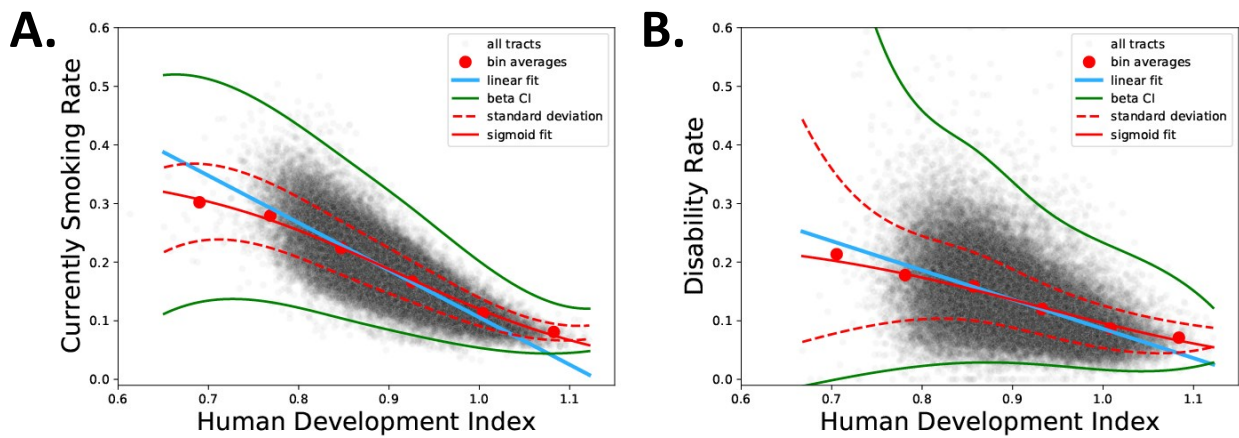 A.
0.6
0.5
0.4
0.3
0.2
0.1
0.0
Currently Smoking Rate
all tracts
bin averages
linear fit
beta CI
standard deviation
sigmoid fit
0.6 0.7 0.8 0.9 1.0 1.1
Human Development Index
B.
0.6
0.5
0.4
0.3
0.2
0.1
0.0
Disability Rate
all tracts
bin averages
linear fit
beta CI
standard deviation
sigmoid fit
0.6 0.7 0.8 0.9 1.0 1.1
Human Development Index